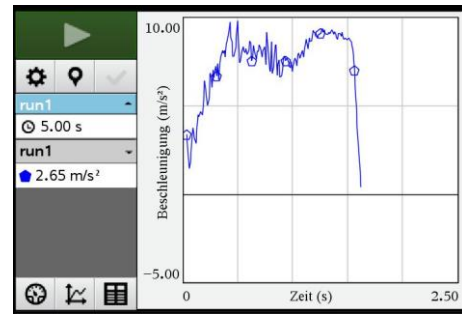 run1
5.00 s
run1
2.65 m/s²
10.00
Beschleunigung (m/s²)
-5.00
0
Zeit (s)
2.50